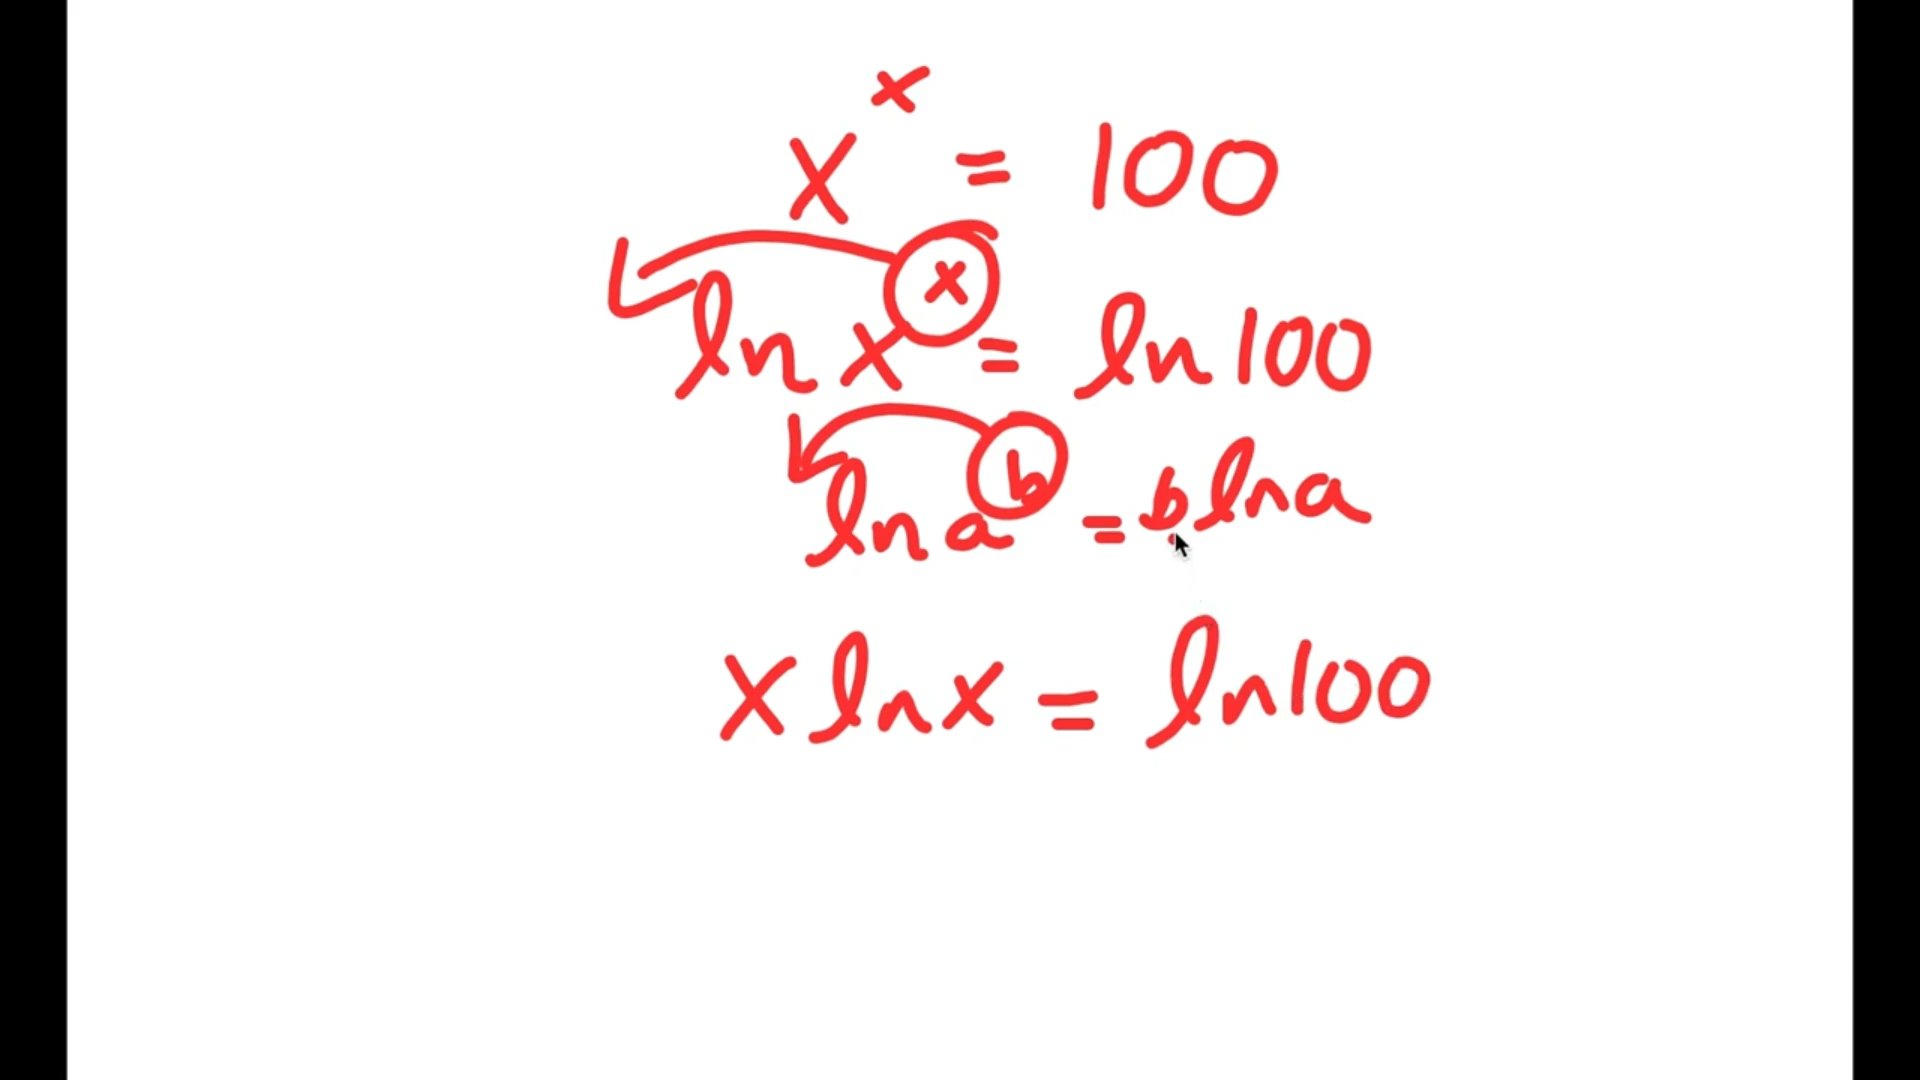 x^x = 100
ln x^x = ln 100
ln a^b = b ln a
x ln x = ln 100